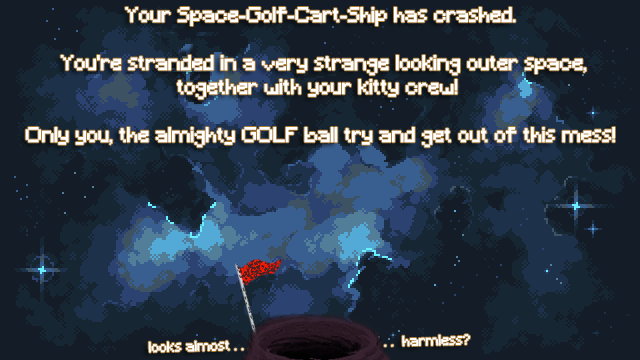 Your Space-Golf-Cart-Ship has crashed.
You're stranded in a very strange looking outer space,
together with your kitty crew!
Only you, the almighty GOLF ball try and get out of this mess!
looks almost .. .. harmless?